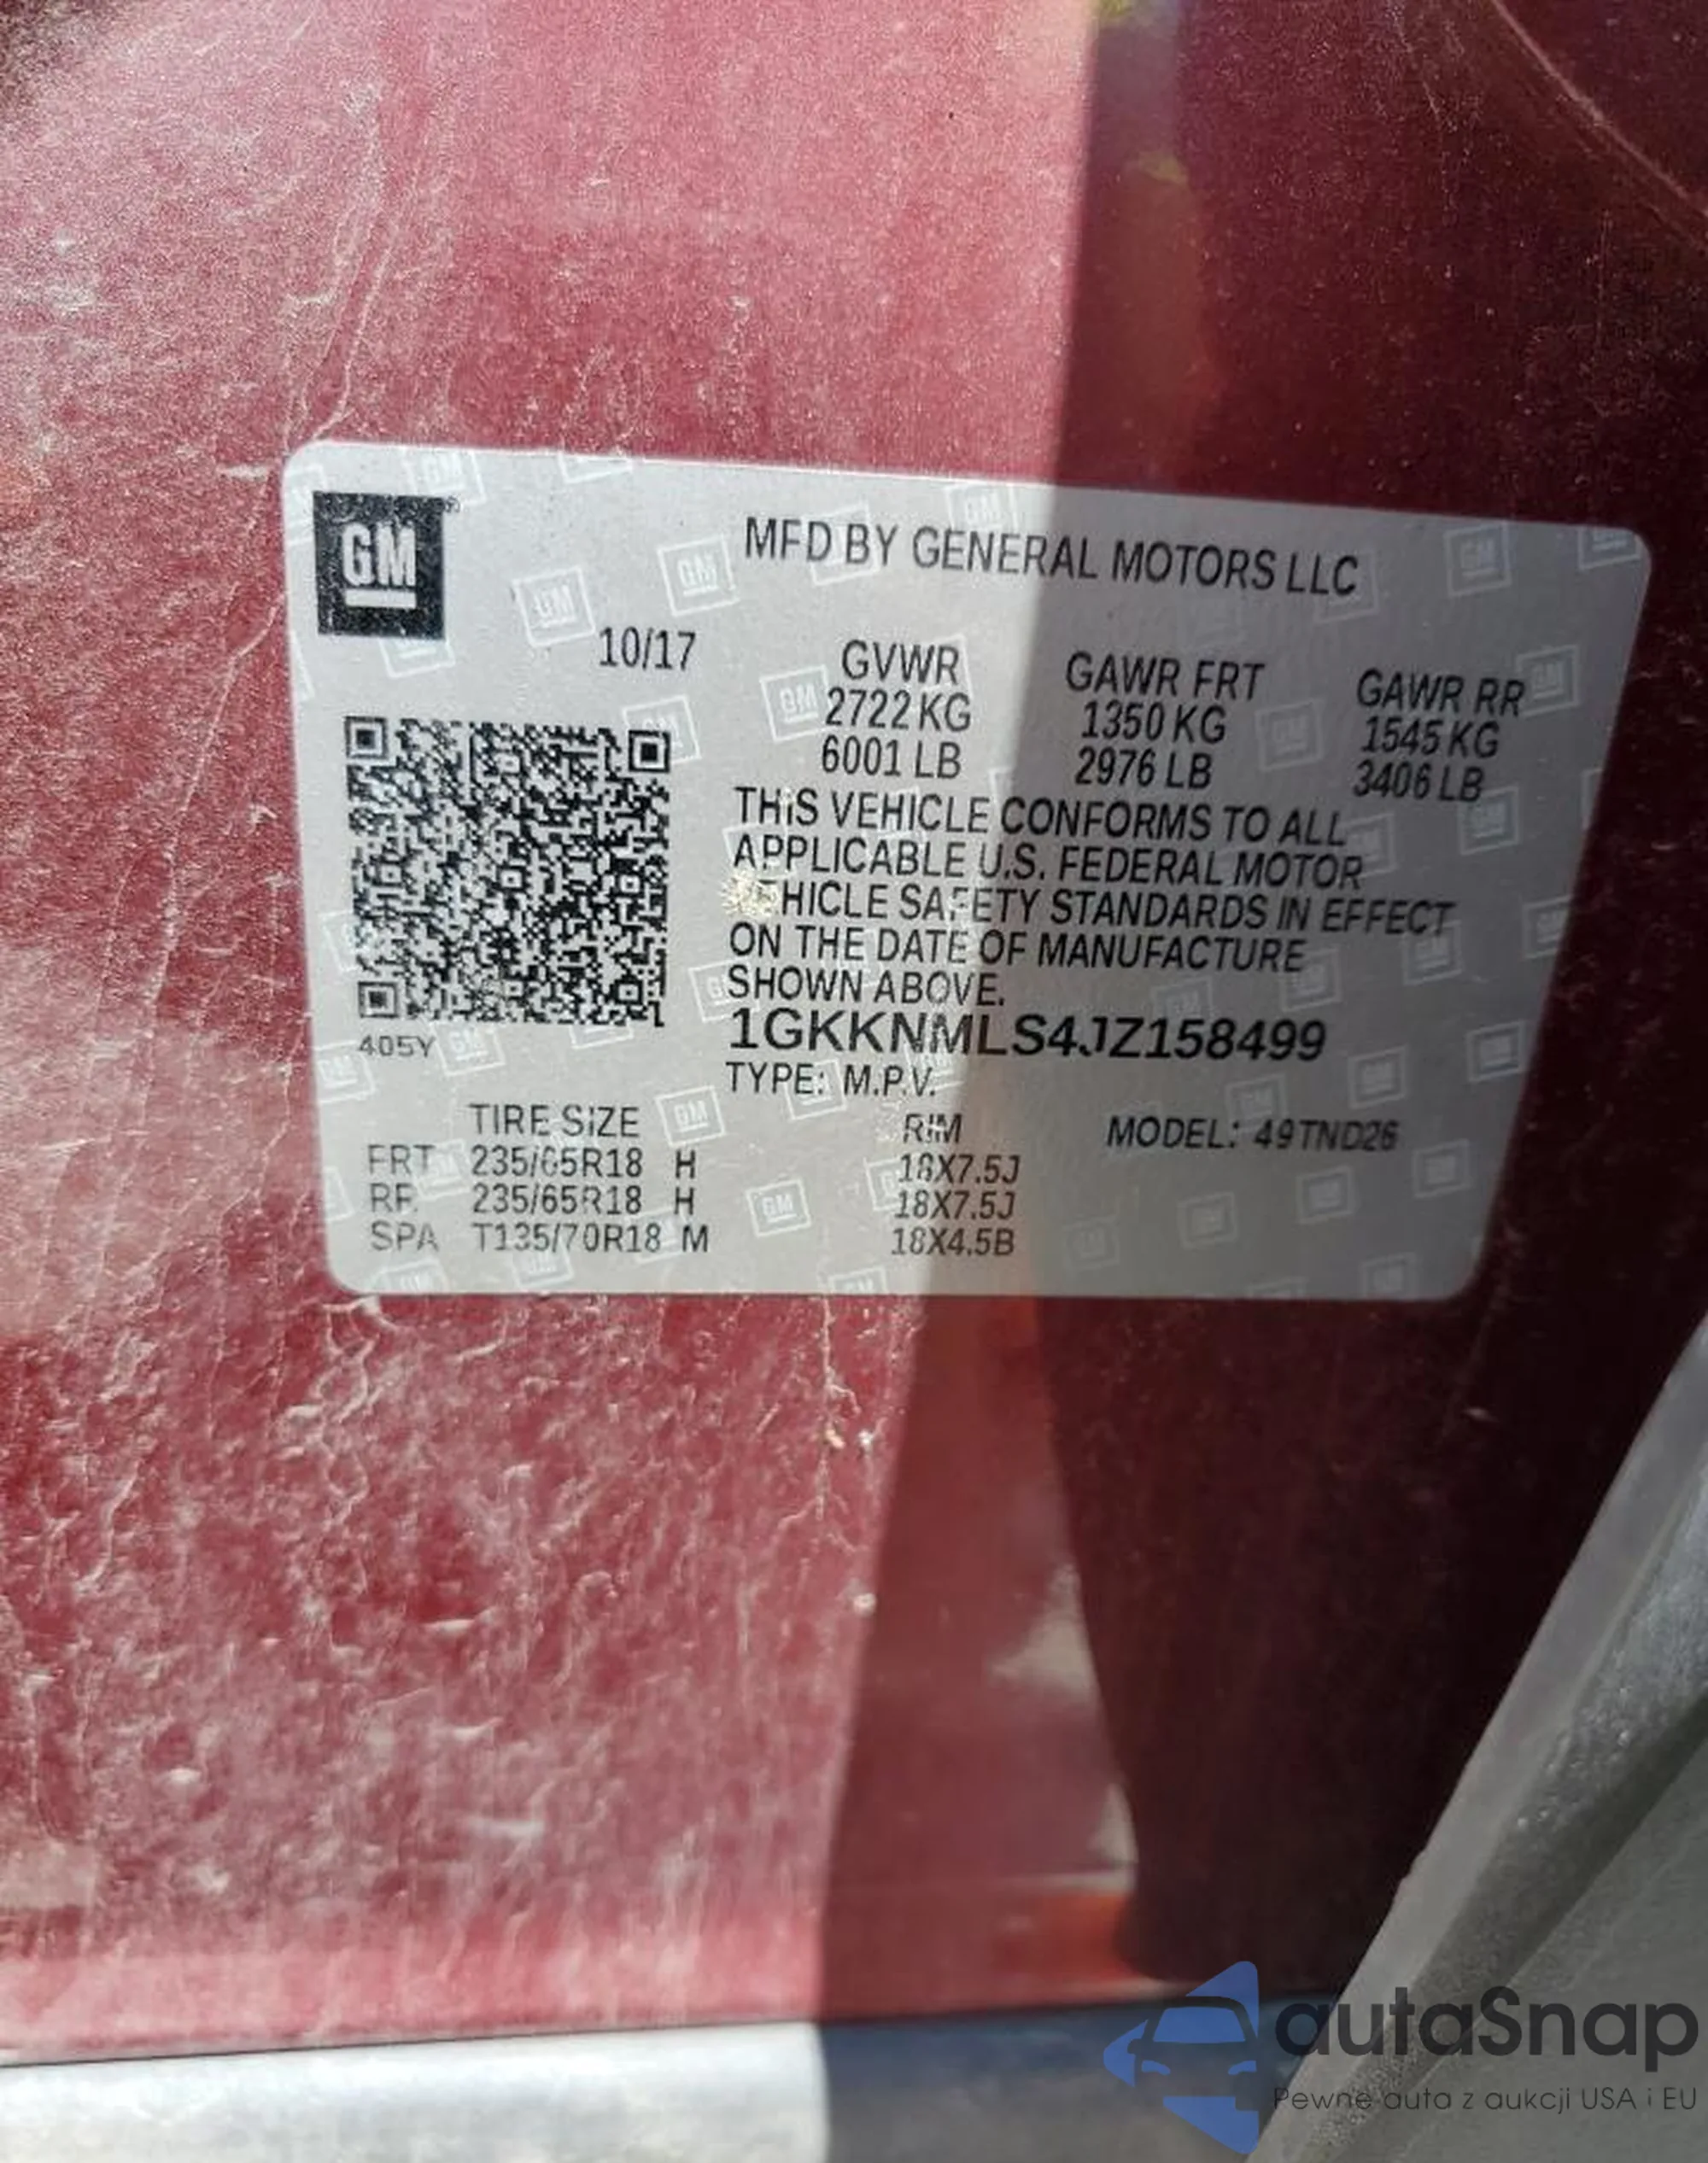 GM
MFD BY GENERAL MOTORS LLC
10/17
GVWR GAWR FRT GAWR RR
2722 KG 1350 KG 1545 KG
6001 LB 2976 LB 3406 LB
THIS VEHICLE CONFORMS TO ALL
APPLICABLE U.S. FEDERAL MOTOR
VEHICLE SAFETY STANDARDS IN EFFECT
ON THE DATE OF MANUFACTURE
SHOWN ABOVE.
405Y
1GKKNMLS4JZ158499
TYPE: M.P.V.
TIRE SIZE RIM MODEL: 49TND26
FRT 235/65R18 H 18X7.5J
RR 235/65R18 H 18X7.5J
SPA T135/70R18 M 18X4.5B
autaSnap
Pewne auta z aukcji USA i EU